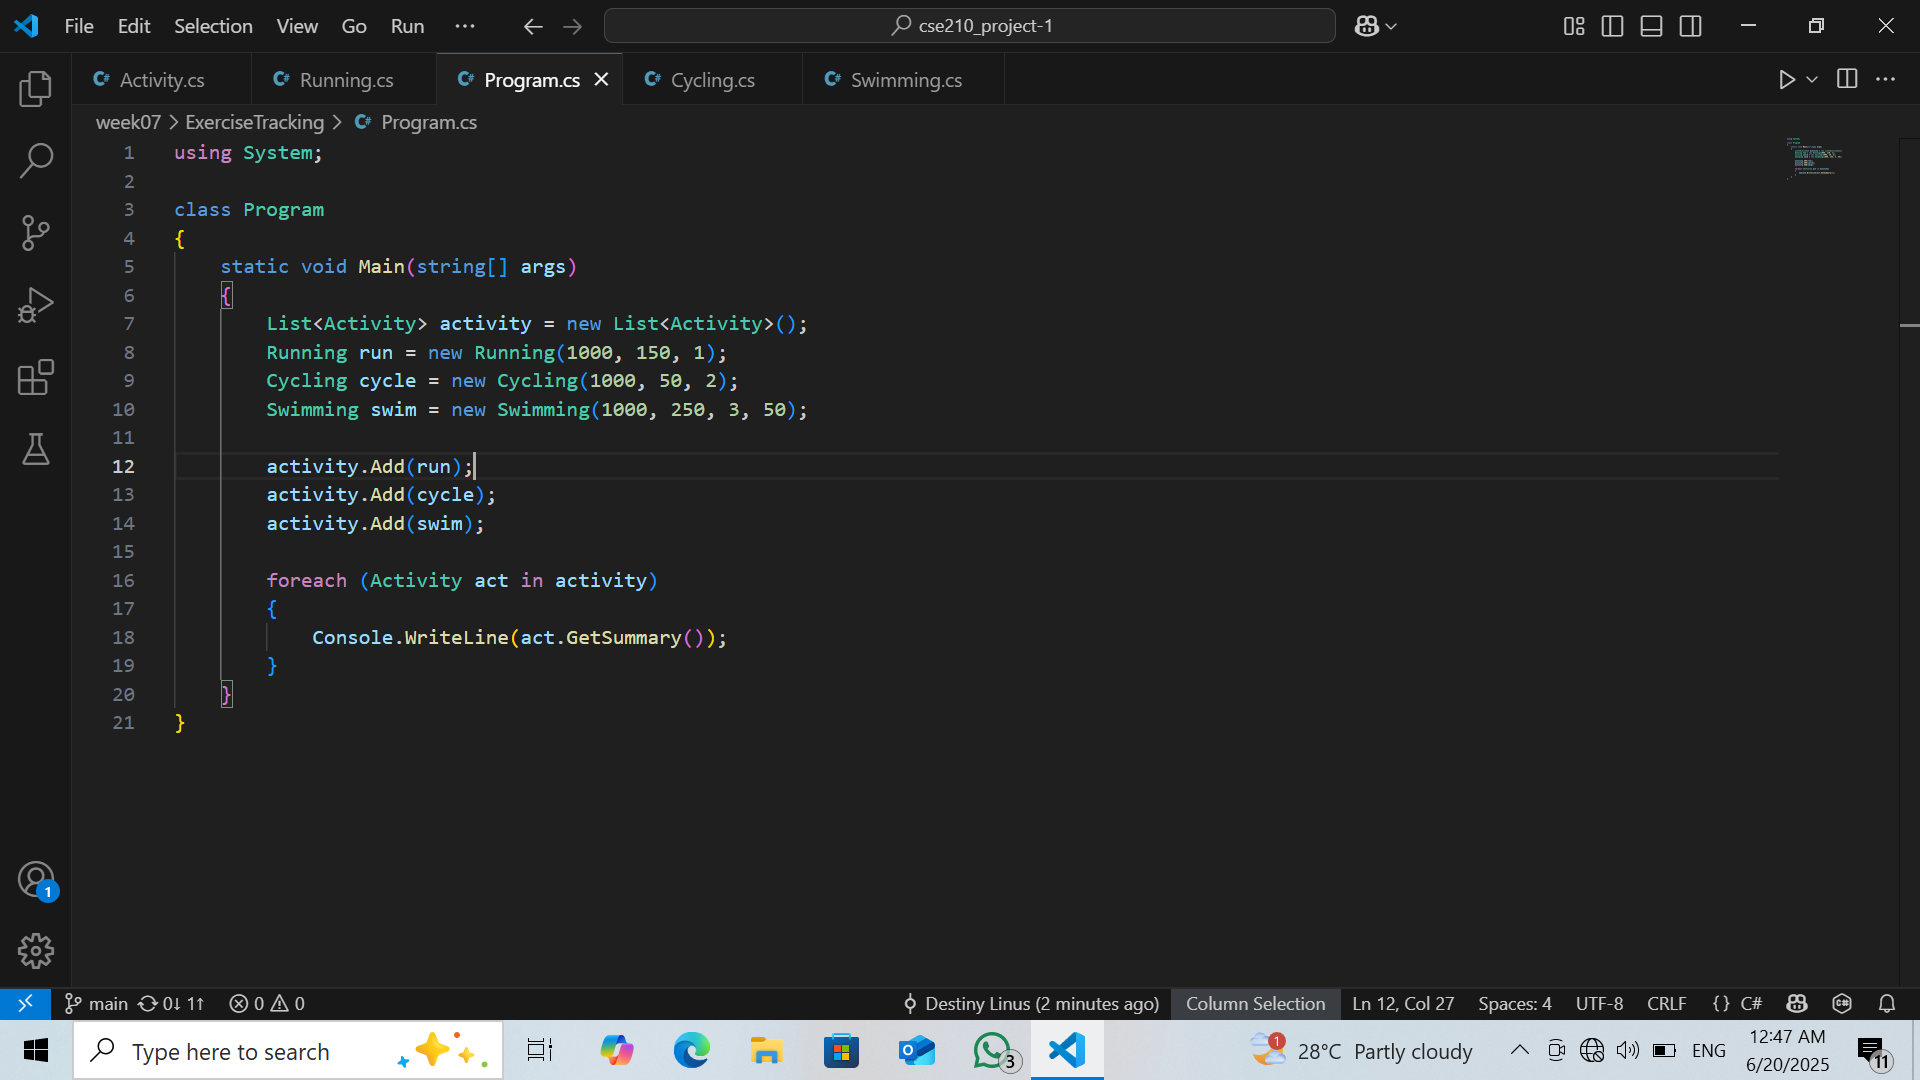 File Edit Selection View Go Run ··· cse210_project-1
Activity.cs Running.cs Program.cs Cycling.cs Swimming.cs
week07 > ExerciseTracking > Program.cs
1 using System;
2
3 class Program
4 {
5 static void Main(string[] args)
6 {
7 List<Activity> activity = new List<Activity>();
8 Running run = new Running(1000, 150, 1);
9 Cycling cycle = new Cycling(1000, 50, 2);
10 Swimming swim = new Swimming(1000, 250, 3, 50);
11
12 activity.Add(run);
13 activity.Add(cycle);
14 activity.Add(swim);
15
16 foreach (Activity act in activity)
17 {
18 Console.WriteLine(act.GetSummary());
19 }
20 }
21 }
1
main 0↓ 1↑ 0 0 Destiny Linus (2 minutes ago) Column Selection Ln 12, Col 27 Spaces: 4 UTF-8 CRLF {} C#
Type here to search 3 1 28°C Partly cloudy ENG 12:47 AM
6/20/2025 11